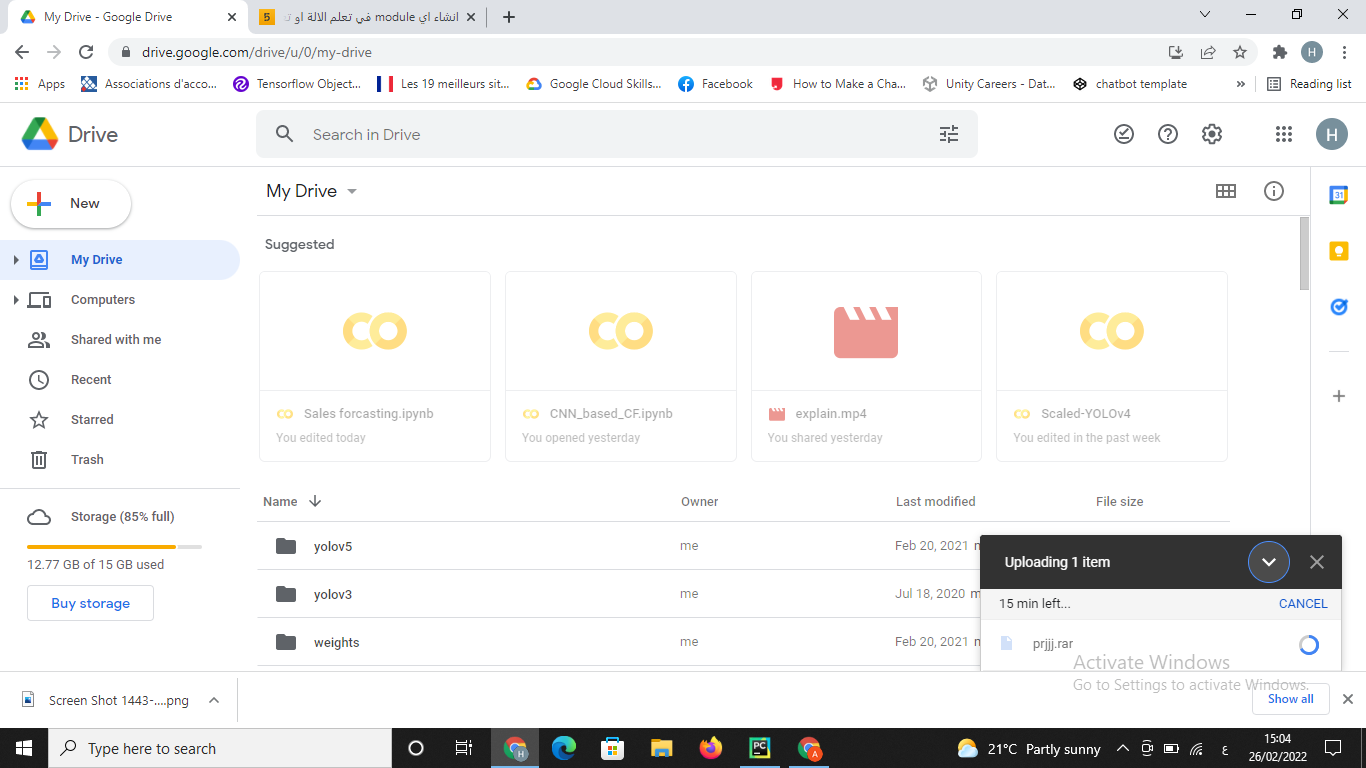 My Drive - Google Drive
5 انشاء اي module في تعلم الالة او تع
drive.google.com/drive/u/0/my-drive
H
Apps Associations d'acco... Tensorflow Object... Les 19 meilleurs sit... Google Cloud Skills... Facebook How to Make a Cha... Unity Careers - Dat... chatbot template » Reading list
Drive
Search in Drive
H
New
My Drive
Computers
Shared with me
Recent
Starred
Trash
Storage (85% full)
12.77 GB of 15 GB used
Buy storage
My Drive
31
Suggested
Sales forcasting.ipynb
You edited today
CNN_based_CF.ipynb
You opened yesterday
explain.mp4
You shared yesterday
Scaled-YOLOv4
You edited in the past week
Name Owner Last modified File size
yolov5 me Feb 20, 2021 m
yolov3 me Jul 18, 2020 m
weights me Feb 20, 2021 m
Uploading 1 item
15 min left... CANCEL
prjjj.rar
Activate Windows
Go to Settings to activate Windows.
Screen Shot 1443-....png
Show all
Type here to search
H
PC
A
21°C Partly sunny
ع
15:04
26/02/2022